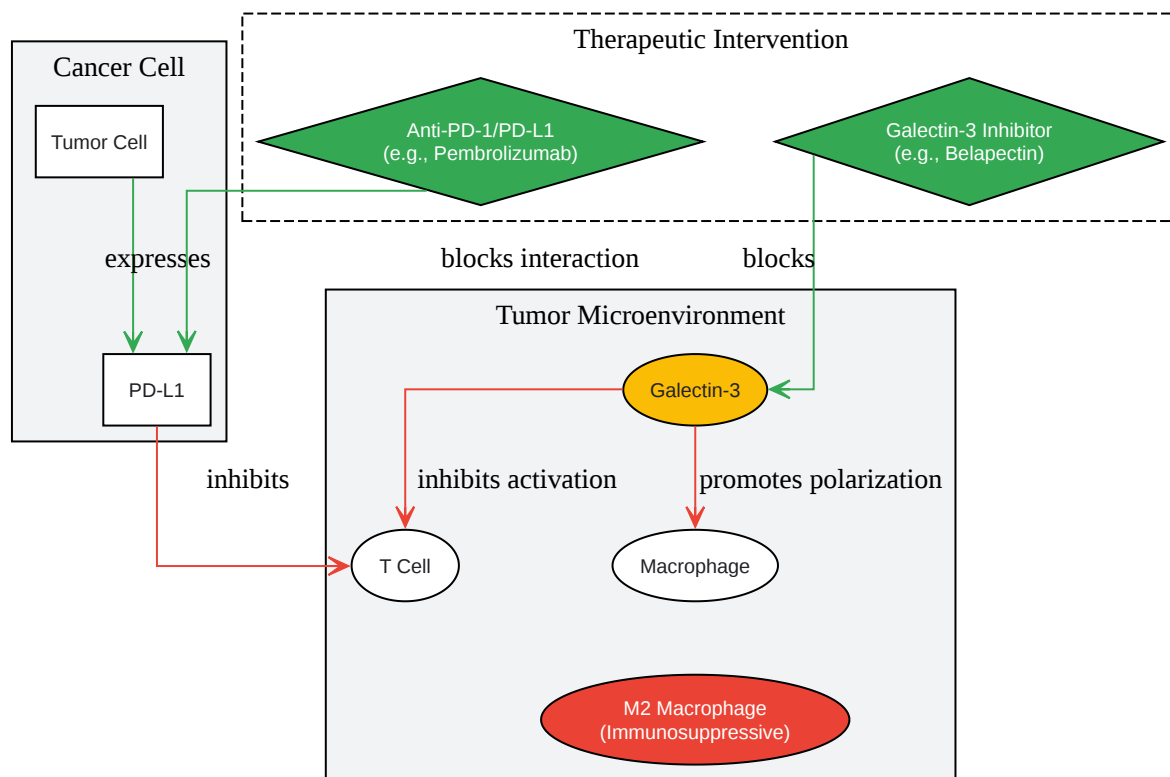 Therapeutic Intervention
Cancer Cell
Tumor Cell
Anti-PD-1/PD-L1
(e.g., Pembrolizumab)
Galectin-3 Inhibitor
(e.g., Belapectin)
expresses
blocks interaction
blocks
Tumor Microenvironment
PD-L1
Galectin-3
inhibits
inhibits activation
promotes polarization
T Cell
Macrophage
M2 Macrophage
(Immunosuppressive)